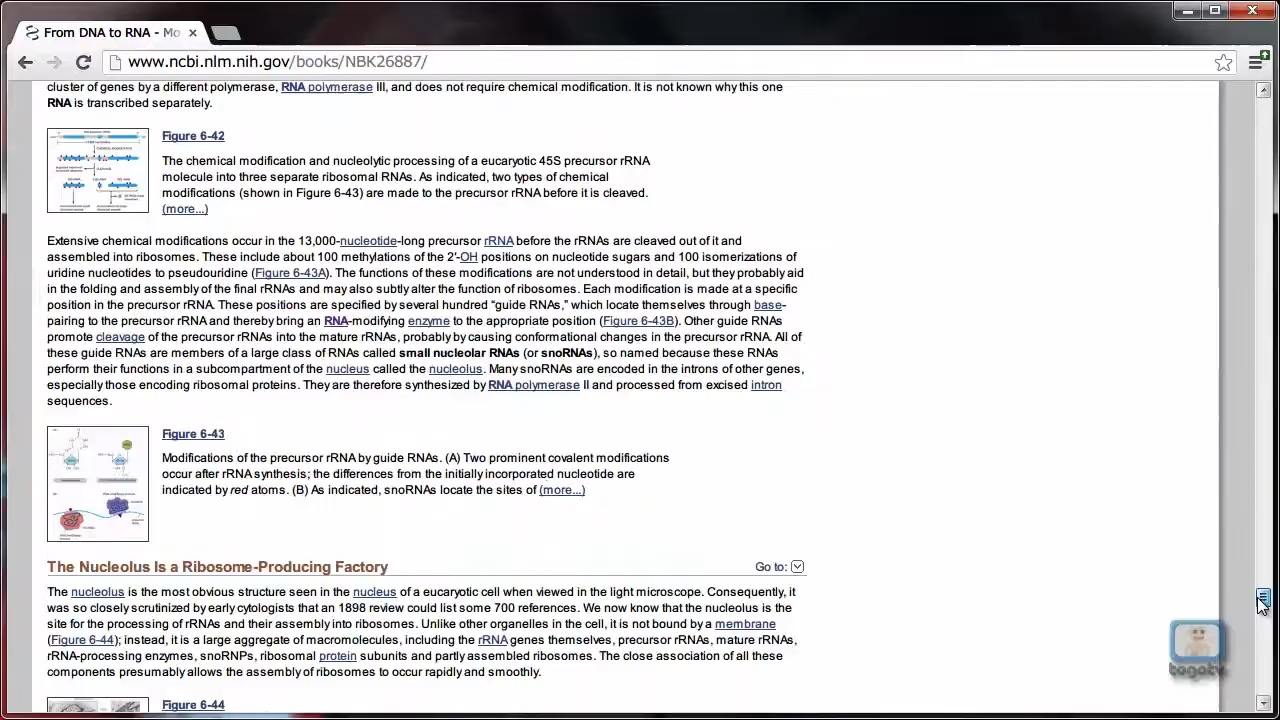 From DNA to RNA - Mo
www.ncbi.nlm.nih.gov/books/NBK26887/
cluster of genes by a different polymerase, RNA polymerase III, and does not require chemical modification. It is not known why this one
RNA is transcribed separately.
Figure 6-42
The chemical modification and nucleolytic processing of a eucaryotic 45S precursor rRNA
molecule into three separate ribosomal RNAs. As indicated, two types of chemical
modifications (shown in Figure 6-43) are made to the precursor rRNA before it is cleaved.
(more...)
Extensive chemical modifications occur in the 13,000-nucleotide-long precursor rRNA before the rRNAs are cleaved out of it and
assembled into ribosomes. These include about 100 methylations of the 2′-OH positions on nucleotide sugars and 100 isomerizations of
uridine nucleotides to pseudouridine (Figure 6-43A). The functions of these modifications are not understood in detail, but they probably aid
in the folding and assembly of the final rRNAs and may also subtly alter the function of ribosomes. Each modification is made at a specific
position in the precursor rRNA. These positions are specified by several hundred “guide RNAs,” which locate themselves through base-
pairing to the precursor rRNA and thereby bring an RNA-modifying enzyme to the appropriate position (Figure 6-43B). Other guide RNAs
promote cleavage of the precursor rRNAs into the mature rRNAs, probably by causing conformational changes in the precursor rRNA. All of
these guide RNAs are members of a large class of RNAs called small nucleolar RNAs (or snoRNAs), so named because these RNAs
perform their functions in a subcompartment of the nucleus called the nucleolus. Many snoRNAs are encoded in the introns of other genes,
especially those encoding ribosomal proteins. They are therefore synthesized by RNA polymerase II and processed from excised intron
sequences.
Figure 6-43
Modifications of the precursor rRNA by guide RNAs. (A) Two prominent covalent modifications
occur after rRNA synthesis; the differences from the initially incorporated nucleotide are
indicated by red atoms. (B) As indicated, snoRNAs locate the sites of (more...)
The Nucleolus Is a Ribosome-Producing Factory
Go to:
The nucleolus is the most obvious structure seen in the nucleus of a eucaryotic cell when viewed in the light microscope. Consequently, it
was so closely scrutinized by early cytologists that an 1898 review could list some 700 references. We now know that the nucleolus is the
site for the processing of rRNAs and their assembly into ribosomes. Unlike other organelles in the cell, it is not bound by a membrane
(Figure 6-44); instead, it is a large aggregate of macromolecules, including the rRNA genes themselves, precursor rRNAs, mature rRNAs,
rRNA-processing enzymes, snoRNPs, ribosomal protein subunits and partly assembled ribosomes. The close association of all these
components presumably allows the assembly of ribosomes to occur rapidly and smoothly.
Figure 6-44
togotv